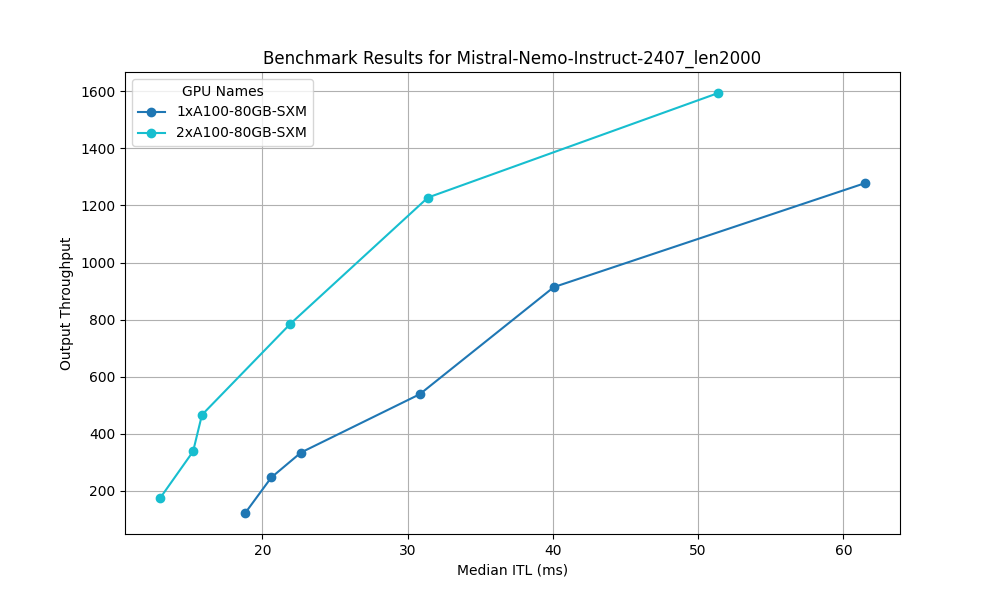 Benchmark Results for Mistral-Nemo-Instruct-2407_len2000
GPU Names
1xA100-80GB-SXM
2xA100-80GB-SXM
1600
1400
1200
1000
800
600
400
200
Output Throughput
20 30 40 50 60
Median ITL (ms)